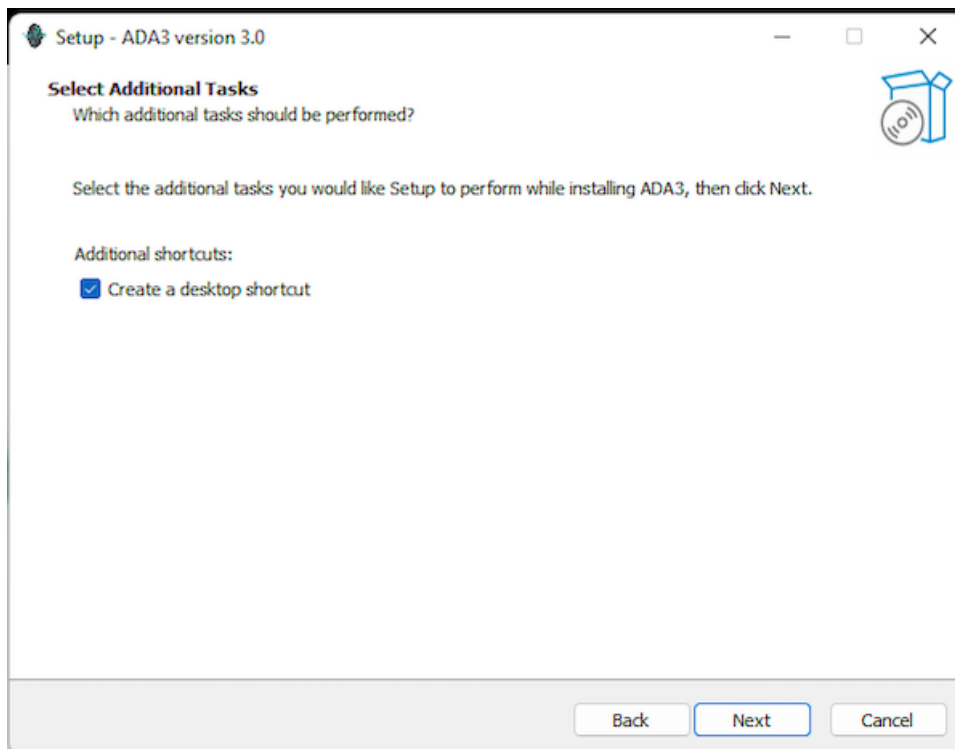 Setup - ADA3 version 3.0
Select Additional Tasks
Which additional tasks should be performed?
Select the additional tasks you would like Setup to perform while installing ADA3, then click Next.
Additional shortcuts:
Create a desktop shortcut
Back Next Cancel